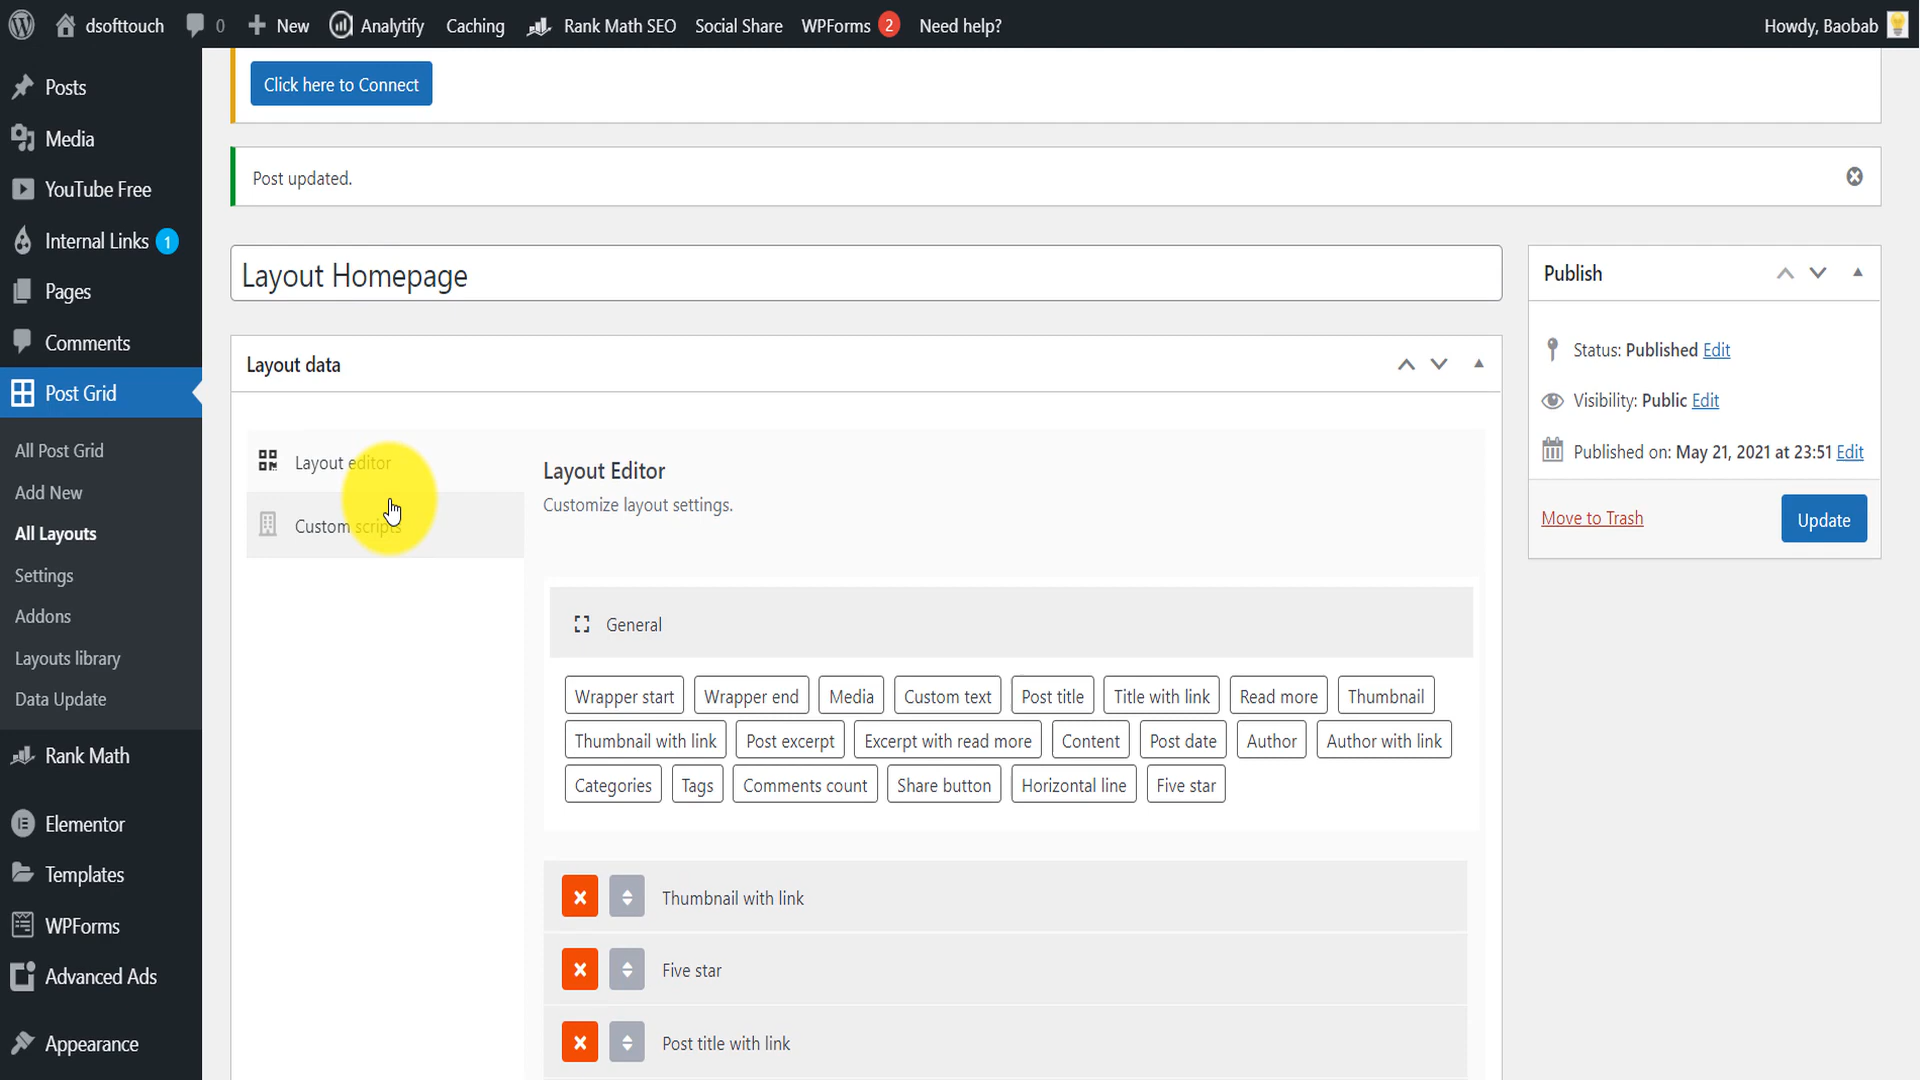 dsofttouch 0 New Analytify Caching Rank Math SEO Social Share WPForms 2 Need help? Howdy, Baobab
Posts
Media
YouTube Free
Internal Links 1
Pages
Comments
Post Grid
All Post Grid
Add New
All Layouts
Settings
Addons
Layouts library
Data Update
Rank Math
Elementor
Templates
WPForms
Advanced Ads
Appearance
Click here to Connect
Post updated.
Layout Homepage
Layout data
Layout editor
Custom scripts
Layout Editor
Customize layout settings.
General
Wrapper start Wrapper end Media Custom text Post title Title with link Read more Thumbnail
Thumbnail with link Post excerpt Excerpt with read more Content Post date Author Author with link
Categories Tags Comments count Share button Horizontal line Five star
Thumbnail with link
Five star
Post title with link
Publish
Status: Published Edit
Visibility: Public Edit
Published on: May 21, 2021 at 23:51 Edit
Move to Trash Update